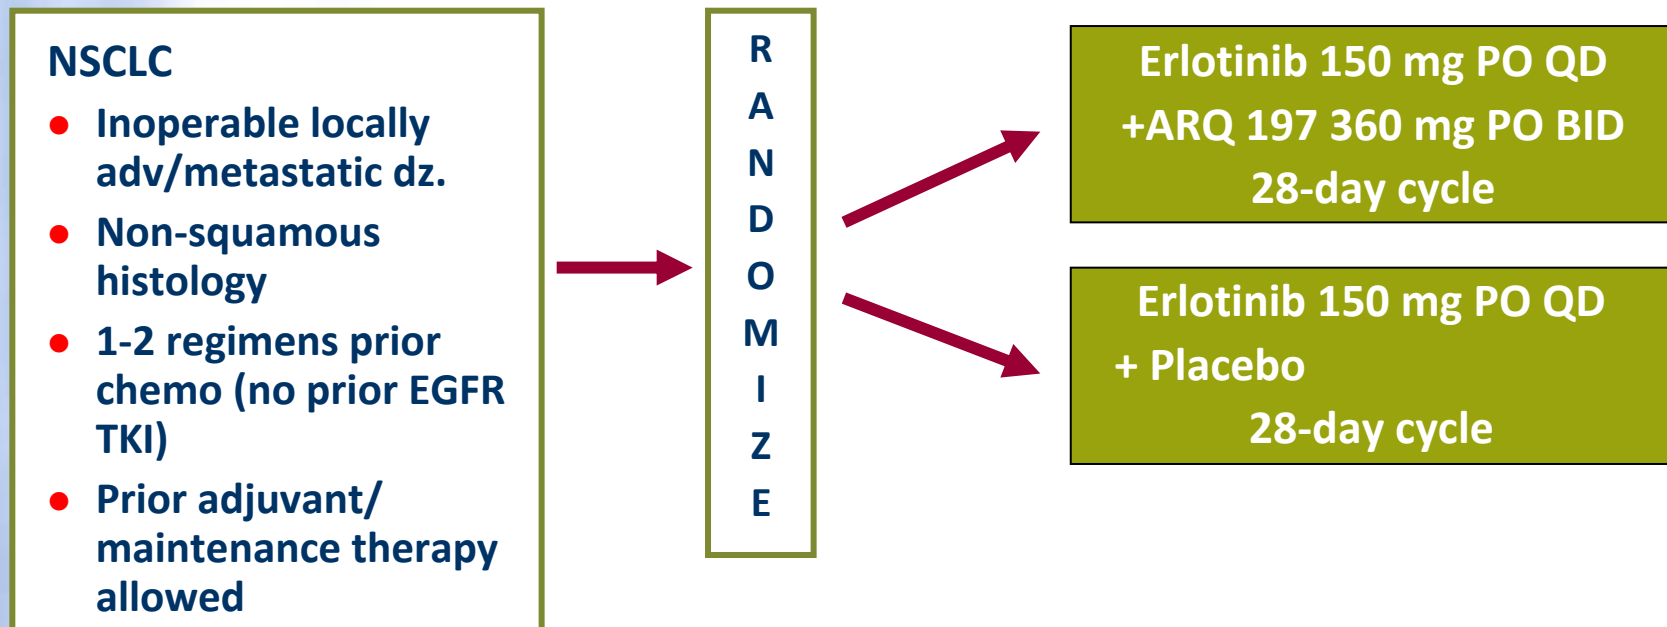 NSCLC
● Inoperable locally
adv/metastatic dz.
● Non-squamous
histology
● 1-2 regimens prior
chemo (no prior EGFR
TKI)
● Prior adjuvant/
maintenance therapy
allowed
R
A
N
D
O
M
I
Z
E
Erlotinib 150 mg PO QD
+ARQ 197 360 mg PO BID
28-day cycle
Erlotinib 150 mg PO QD
+ Placebo
28-day cycle